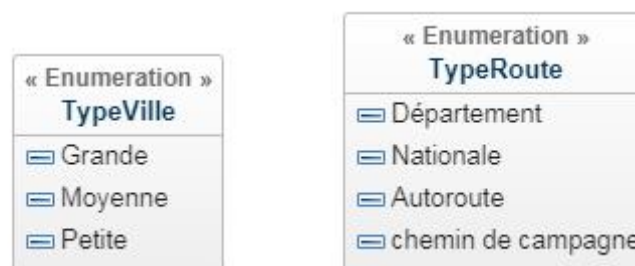 « Enumeration »
TypeVille
Grande
Moyenne
Petite
« Enumeration »
TypeRoute
Département
Nationale
Autoroute
chemin de campagne